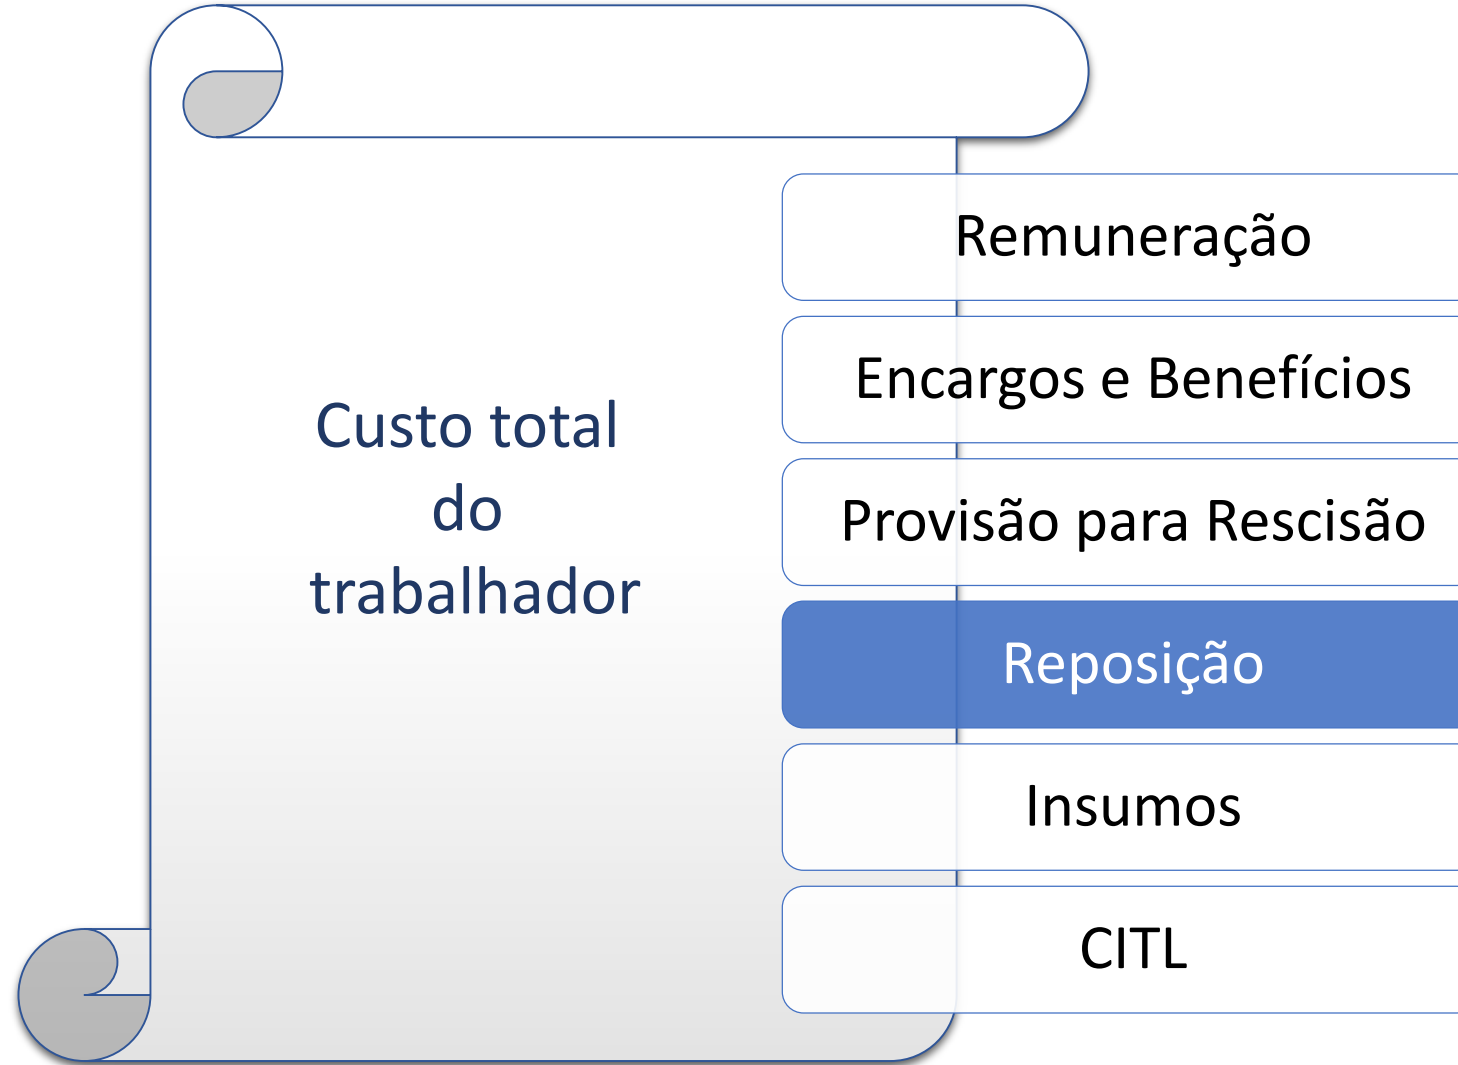 Custo total
do
trabalhador
Remuneração
Encargos e Benefícios
Provisão para Rescisão
Reposição
Insumos
CITL